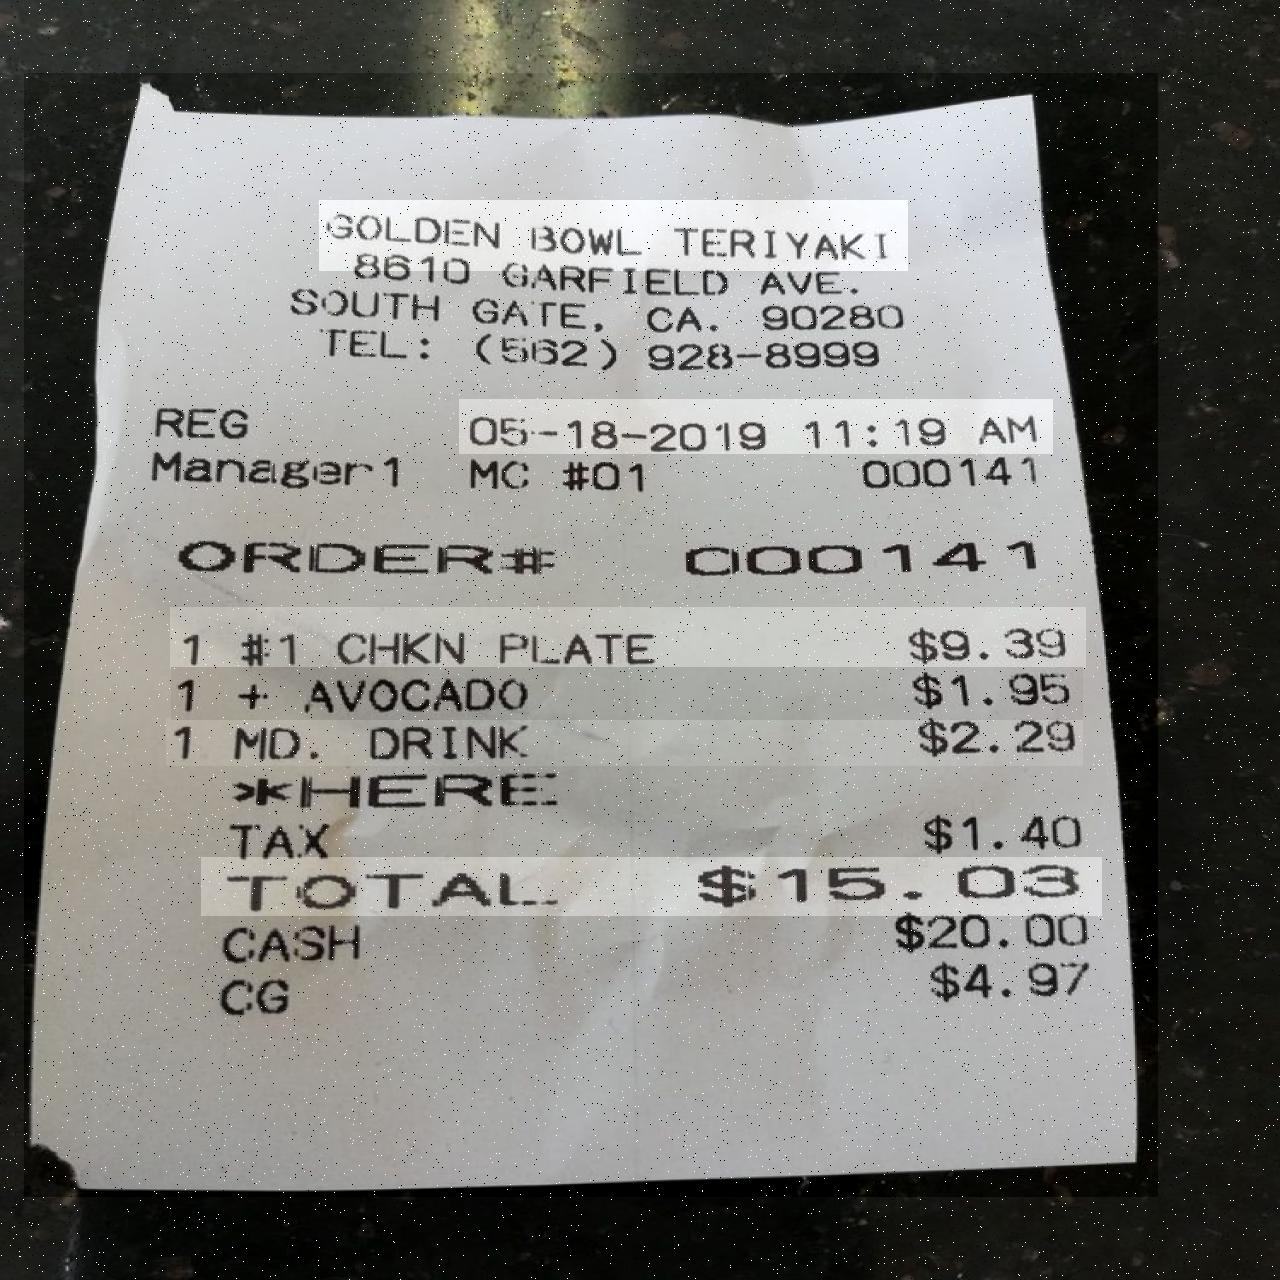 GOLDEN BOWL TERIYAKI
8610 GARFIELD AVE.
SOUTH GATE, CA. 90280
TEL: (562) 928-8999
REG 05-18-2019 11:19 AM
Manager1 MC #01 000141
ORDER# 000141
1 #1 CHKN PLATE $9.39
1 + AVOCADO $1.95
1 MD. DRINK $2.29
*HERE
TAX $1.40
TOTAL $15.03
CASH $20.00
CG $4.97